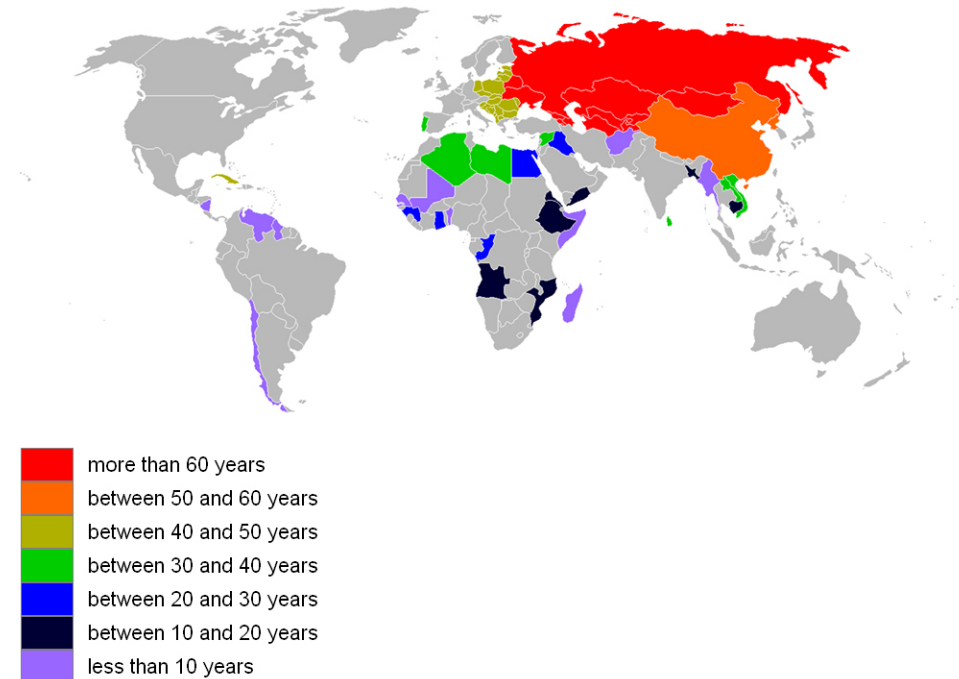 more than 60 years
between 50 and 60 years
between 40 and 50 years
between 30 and 40 years
between 20 and 30 years
between 10 and 20 years
less than 10 years